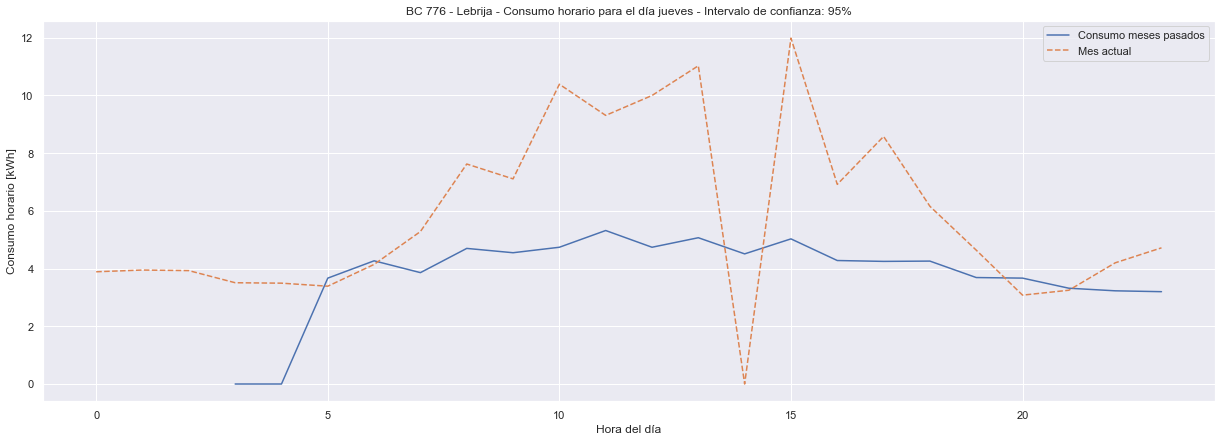 BC 776 - Lebrija - Consumo horario para el día jueves - Intervalo de confianza: 95%
Consumo meses pasados
Mes actual
Consumo horario [kWh]
12
10
8
6
4
2
0
0 5 10 15 20
Hora del día